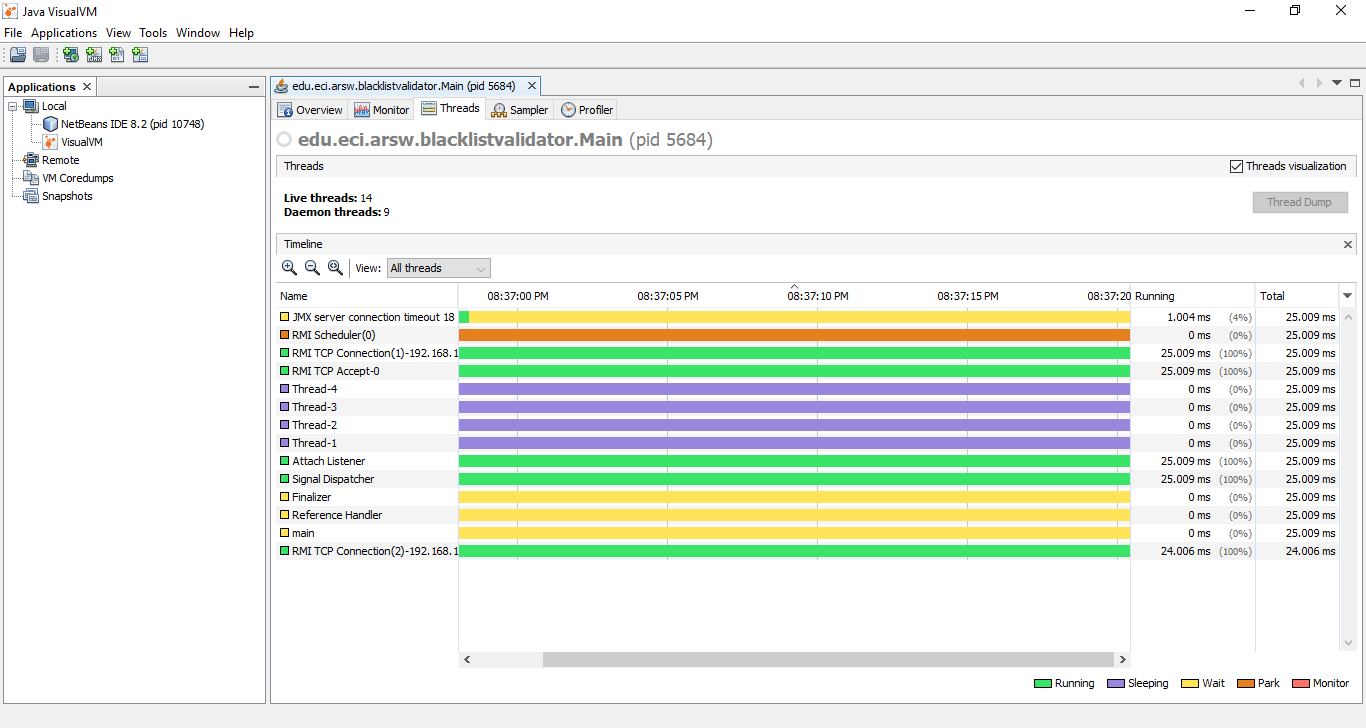 Java VisualVM
File Applications View Tools Window Help
Applications
Local
NetBeans IDE 8.2 (pid 10748)
VisualVM
Remote
VM Coredumps
Snapshots
edu.eci.arsw.blacklistvalidator.Main (pid 5684)
Overview Monitor Threads Sampler Profiler
edu.eci.arsw.blacklistvalidator.Main (pid 5684)
Threads Threads visualization
Live threads: 14
Daemon threads: 9
Thread Dump
Timeline
View: All threads
Name 08:37:00 PM 08:37:05 PM 08:37:10 PM 08:37:15 PM 08:37:20 Running Total
JMX server connection timeout 18 1.004 ms (4%) 25.009 ms
RMI Scheduler(0) 0 ms (0%) 25.009 ms
RMI TCP Connection(1)-192.168.1 25.009 ms (100%) 25.009 ms
RMI TCP Accept-0 25.009 ms (100%) 25.009 ms
Thread-4 0 ms (0%) 25.009 ms
Thread-3 0 ms (0%) 25.009 ms
Thread-2 0 ms (0%) 25.009 ms
Thread-1 0 ms (0%) 25.009 ms
Attach Listener 25.009 ms (100%) 25.009 ms
Signal Dispatcher 25.009 ms (100%) 25.009 ms
Finalizer 0 ms (0%) 25.009 ms
Reference Handler 0 ms (0%) 25.009 ms
main 0 ms (0%) 25.009 ms
RMI TCP Connection(2)-192.168.1 24.006 ms (100%) 24.006 ms
Running Sleeping Wait Park Monitor